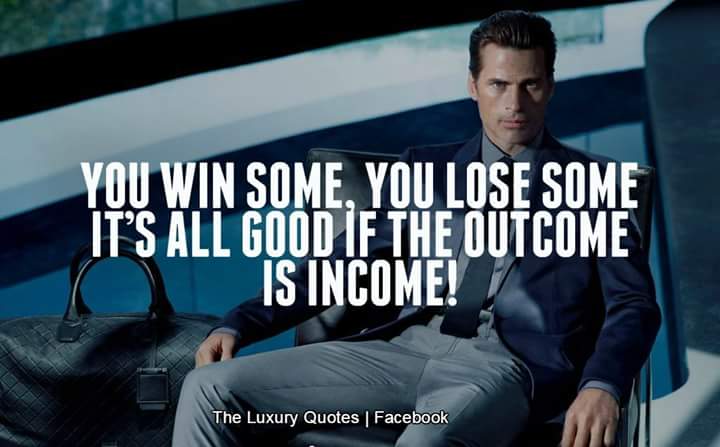 YOU WIN SOME, YOU LOSE SOME
IT'S ALL GOOD IF THE OUTCOME
IS INCOME!
The Luxury Quotes | Facebook